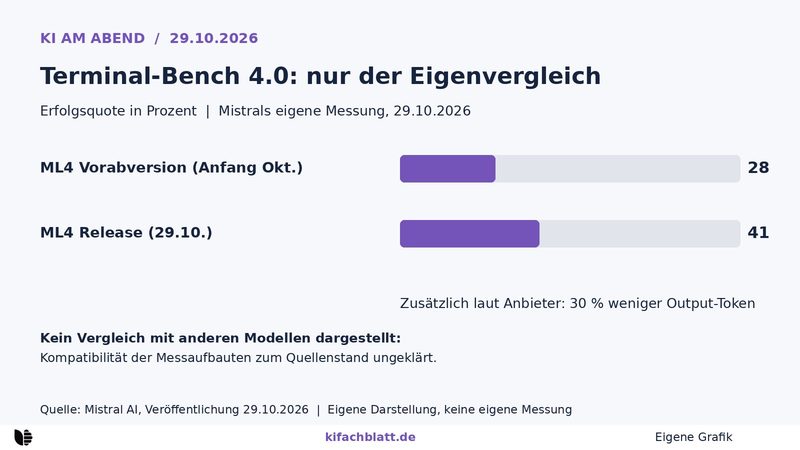 KI AM ABEND / 29.10.2026
Terminal-Bench 4.0: nur der Eigenvergleich
Erfolgsquote in Prozent | Mistrals eigene Messung, 29.10.2026
ML4 Vorabversion (Anfang Okt.) 28
ML4 Release (29.10.) 41
Zusätzlich laut Anbieter: 30 % weniger Output-Token
Kein Vergleich mit anderen Modellen dargestellt:
Kompatibilität der Messaufbauten zum Quellenstand ungeklärt.
Quelle: Mistral AI, Veröffentlichung 29.10.2026 | Eigene Darstellung, keine eigene Messung
kifachblatt.de Eigene Grafik